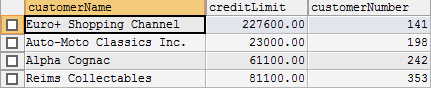 customerName creditLimit customerNumber
Euro+ Shopping Channel 227600.00 141
Auto-Moto Classics Inc. 23000.00 198
Alpha Cognac 61100.00 242
Reims Collectables 81100.00 353